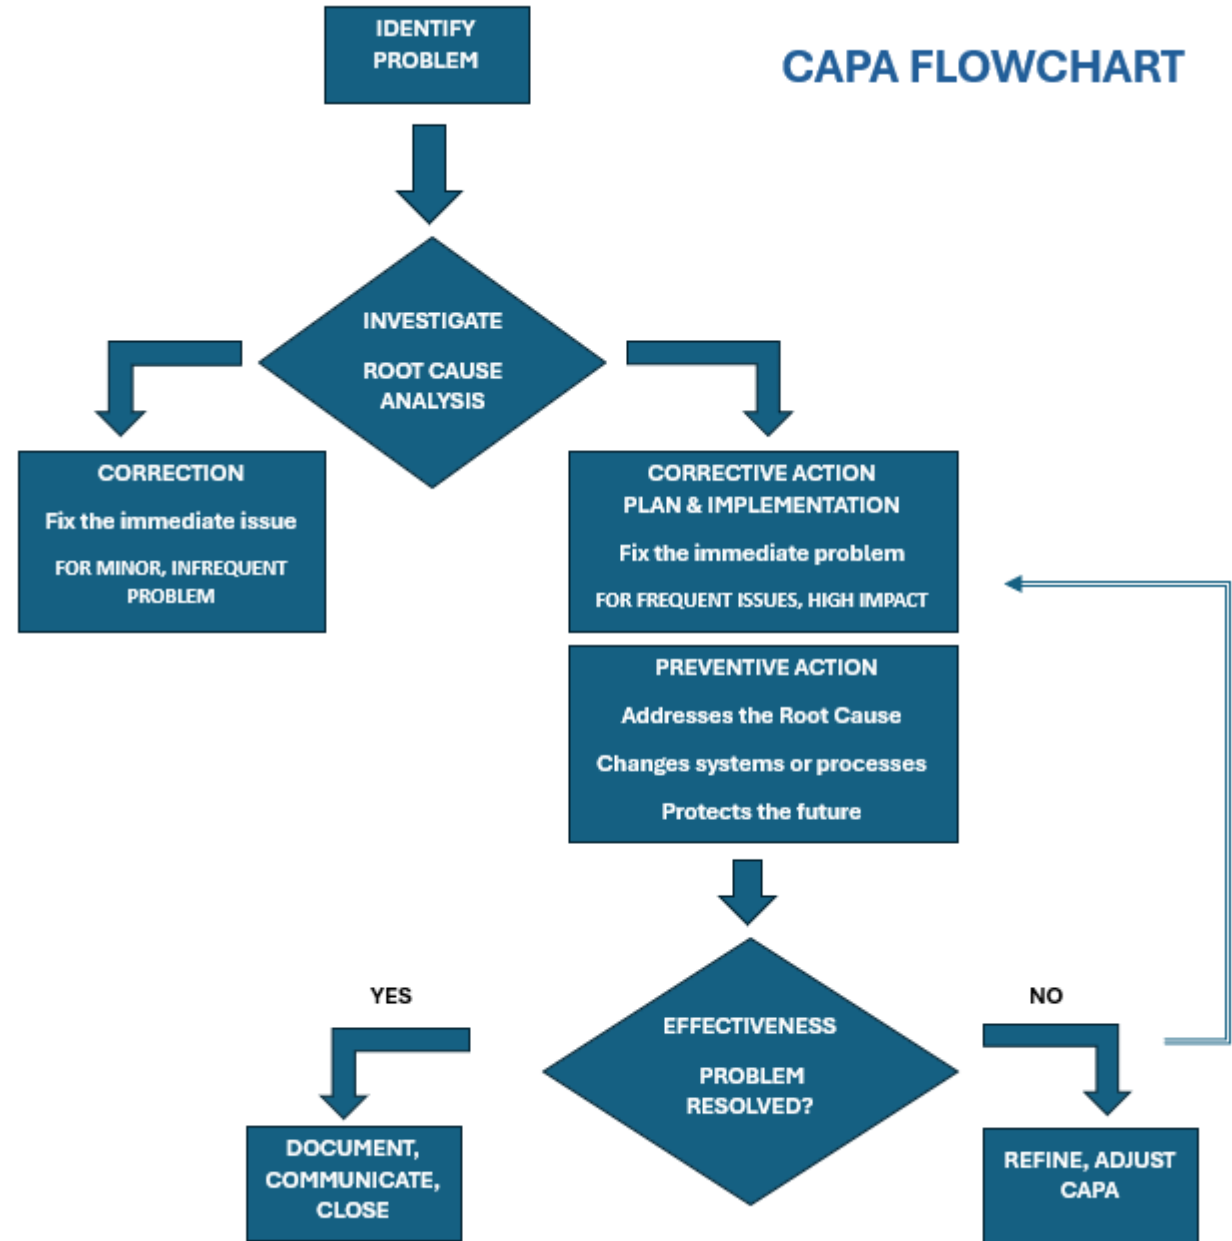 IDENTIFY
PROBLEM
CAPA FLOWCHART
INVESTIGATE
ROOT CAUSE
ANALYSIS
CORRECTION
Fix the immediate issue
FOR MINOR, INFREQUENT
PROBLEM
CORRECTIVE ACTION
PLAN & IMPLEMENTATION
Fix the immediate problem
FOR FREQUENT ISSUES, HIGH IMPACT
PREVENTIVE ACTION
Addresses the Root Cause
Changes systems or processes
Protects the future
YES
NO
EFFECTIVENESS
PROBLEM
RESOLVED?
DOCUMENT,
COMMUNICATE,
CLOSE
REFINE, ADJUST
CAPA